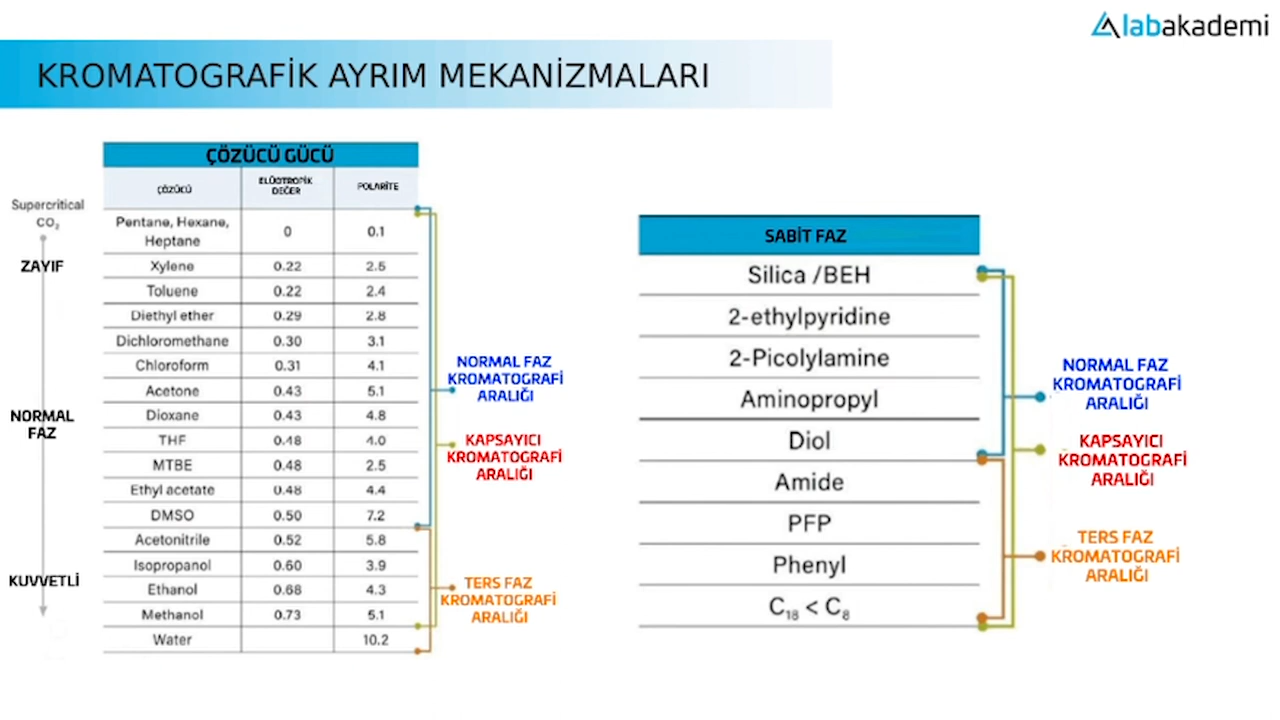 labakademi
KROMATOGRAFİK AYRIM MEKANİZMALARI
ÇÖZÜCÜ GÜCÜ
ÇÖZÜCÜ ELÜOTROPİK DEĞER POLARİTE
Supercritical
CO₂
ZAYIF
NORMAL
FAZ
KUVVETLİ
Pentane, Hexane,
Heptane 0 0.1
Xylene 0.22 2.5
Toluene 0.22 2.4
Diethyl ether 0.29 2.8
Dichloromethane 0.30 3.1
Chloroform 0.31 4.1
Acetone 0.43 5.1
Dioxane 0.43 4.8
THF 0.48 4.0
MTBE 0.48 2.5
Ethyl acetate 0.48 4.4
DMSO 0.50 7.2
Acetonitrile 0.52 5.8
Isopropanol 0.60 3.9
Ethanol 0.68 4.3
Methanol 0.73 5.1
Water 10.2
NORMAL FAZ
KROMATOGRAFİ
ARALIĞI
KAPSAYICI
KROMATOGRAFİ
ARALIĞI
TERS FAZ
KROMATOGRAFİ
ARALIĞI
SABİT FAZ
Silica /BEH
2-ethylpyridine
2-Picolylamine
Aminopropyl
Diol
Amide
PFP
Phenyl
C₁₈ < C₈
NORMAL FAZ
KROMATOGRAFİ
ARALIĞI
KAPSAYICI
KROMATOGRAFİ
ARALIĞI
TERS FAZ
KROMATOGRAFİ
ARALIĞI